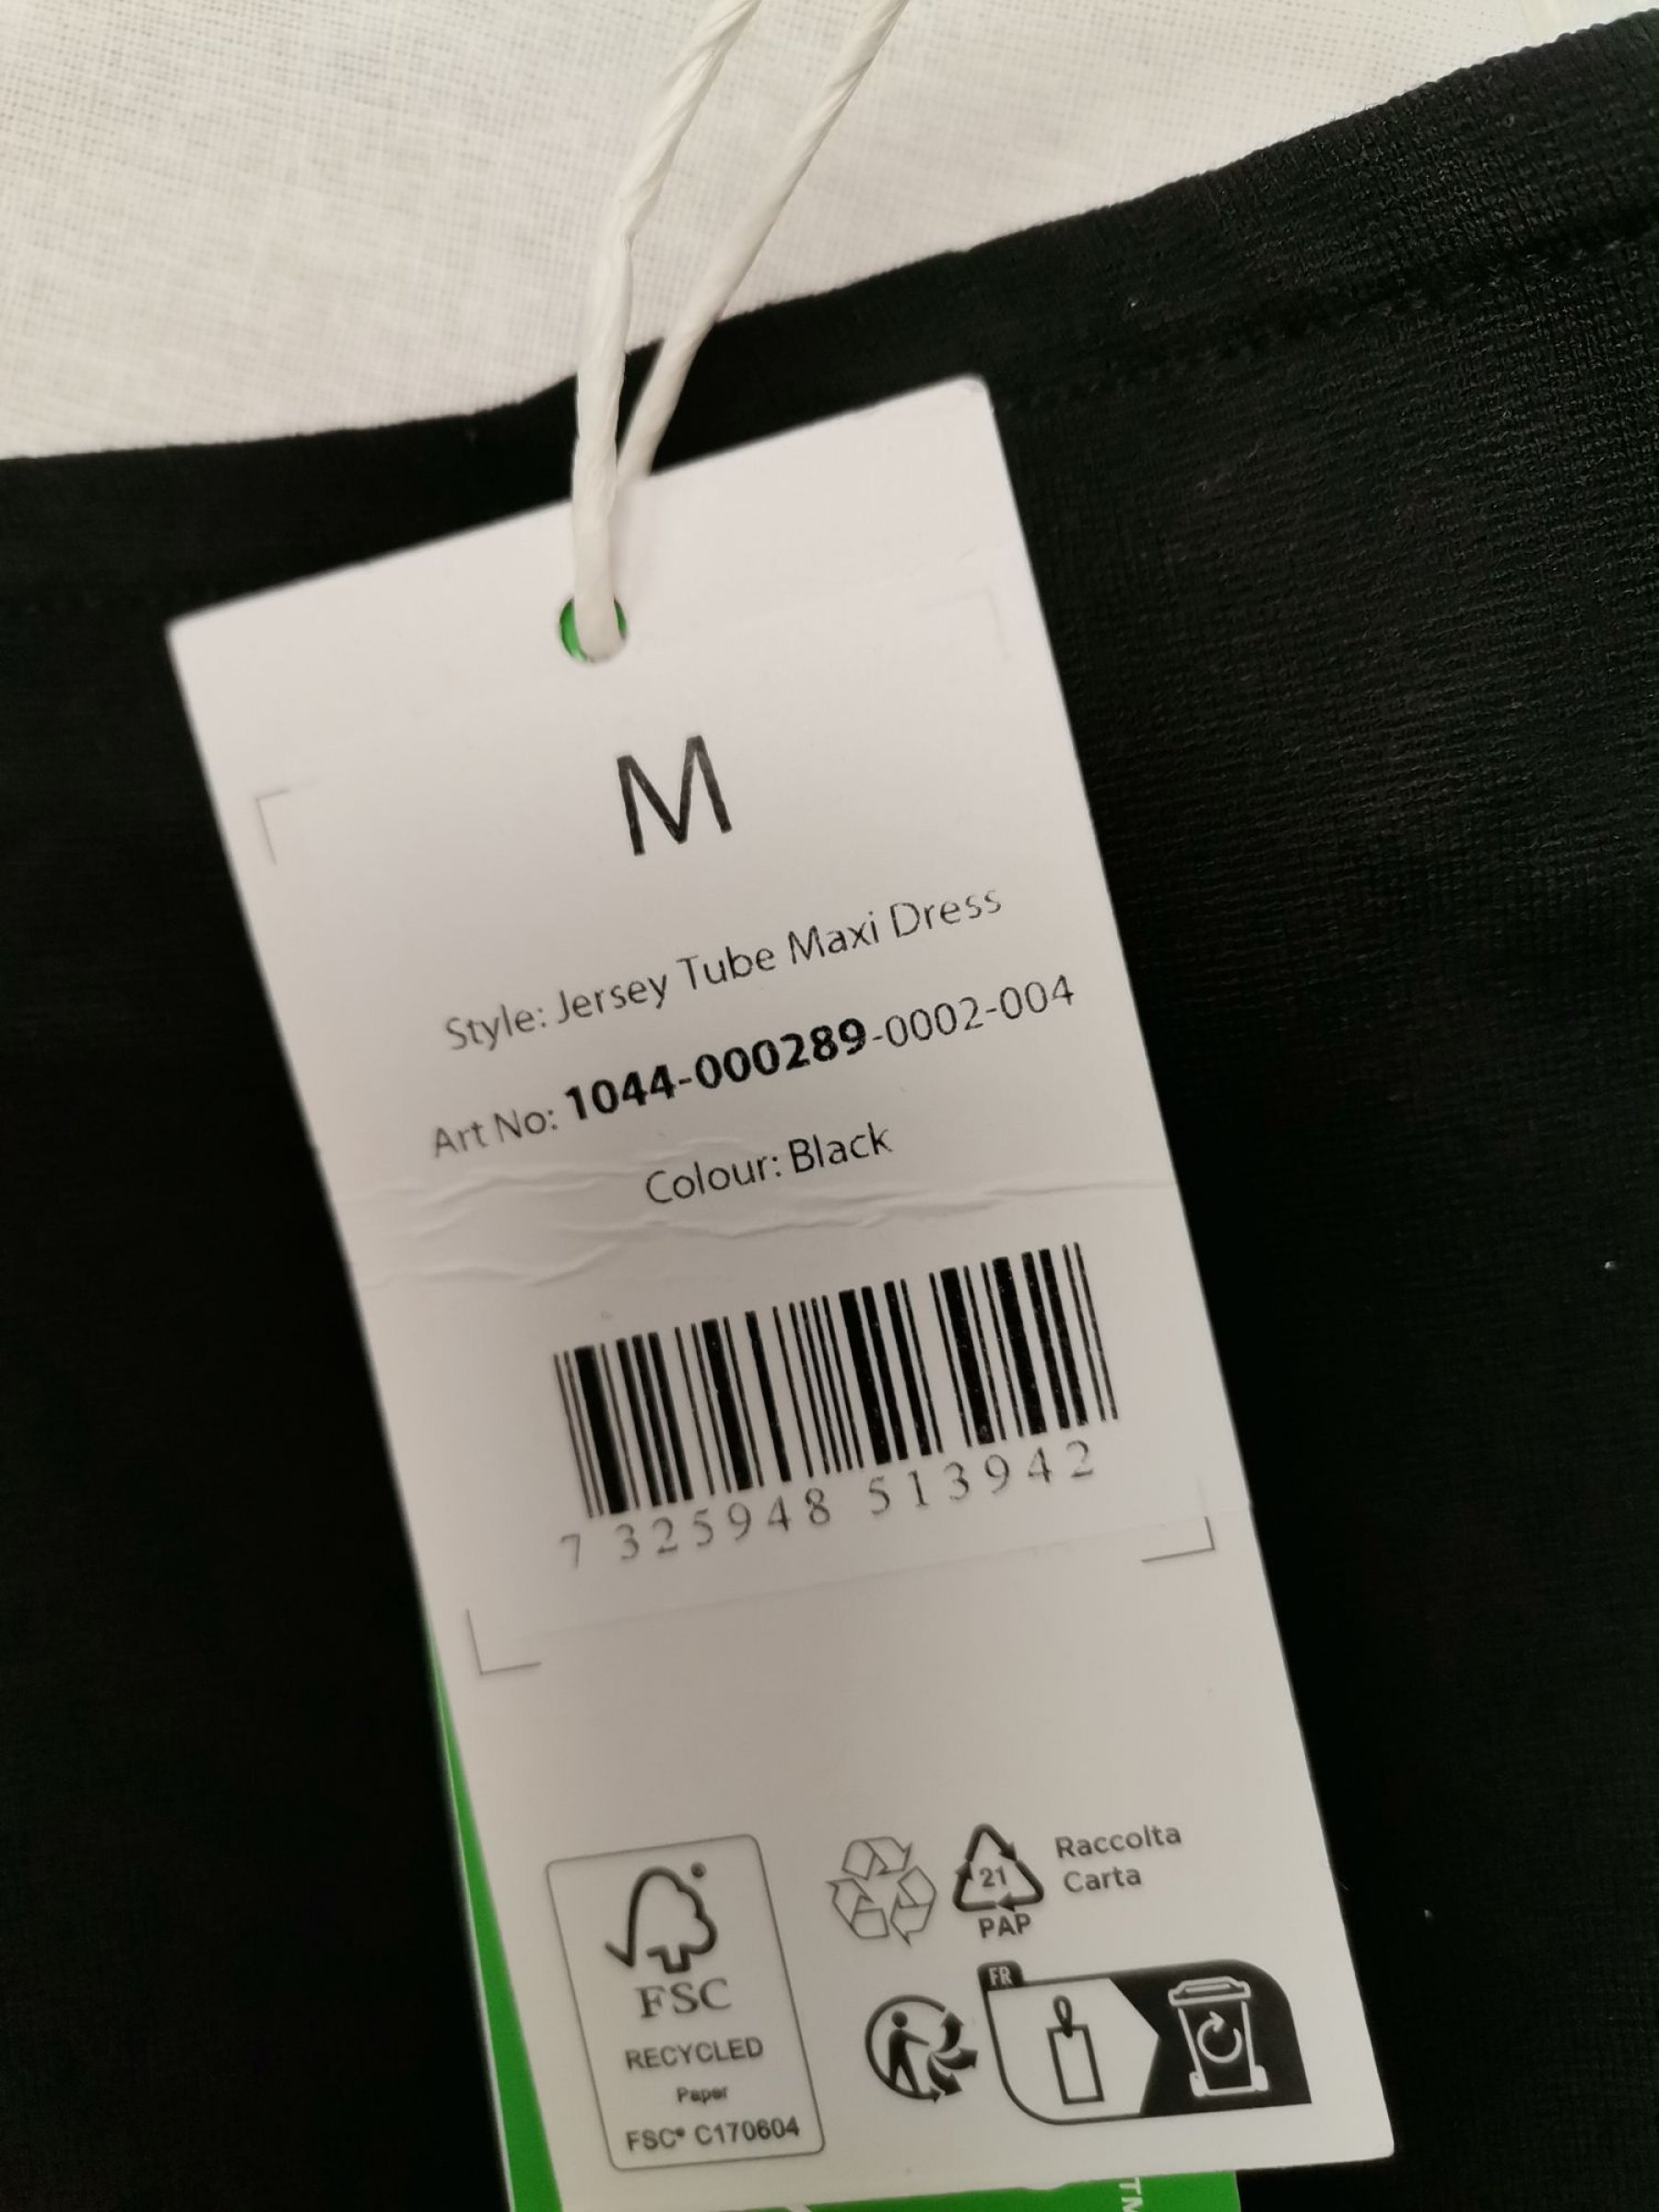 M
Style: Jersey Tube Maxi Dress
Art No: 1044-000289-0002-004
Colour: Black
7 325948 513942
Raccolta
Carta
21
PAP
FR
FSC
RECYCLED
Paper
FSC® C170604
TM